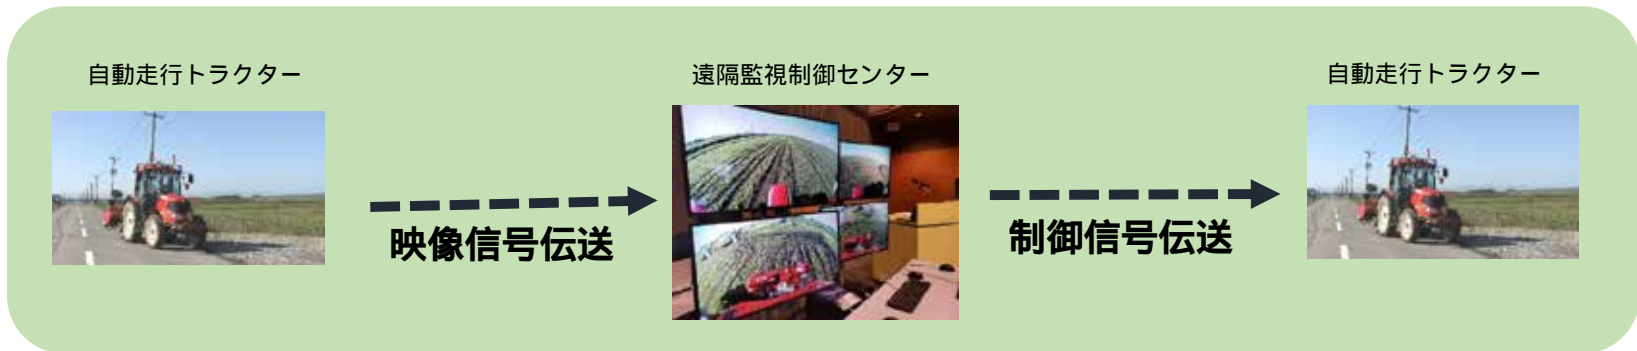 自動走行トラクター
遠隔監視制御センター
自動走行トラクター
映像信号伝送
制御信号伝送